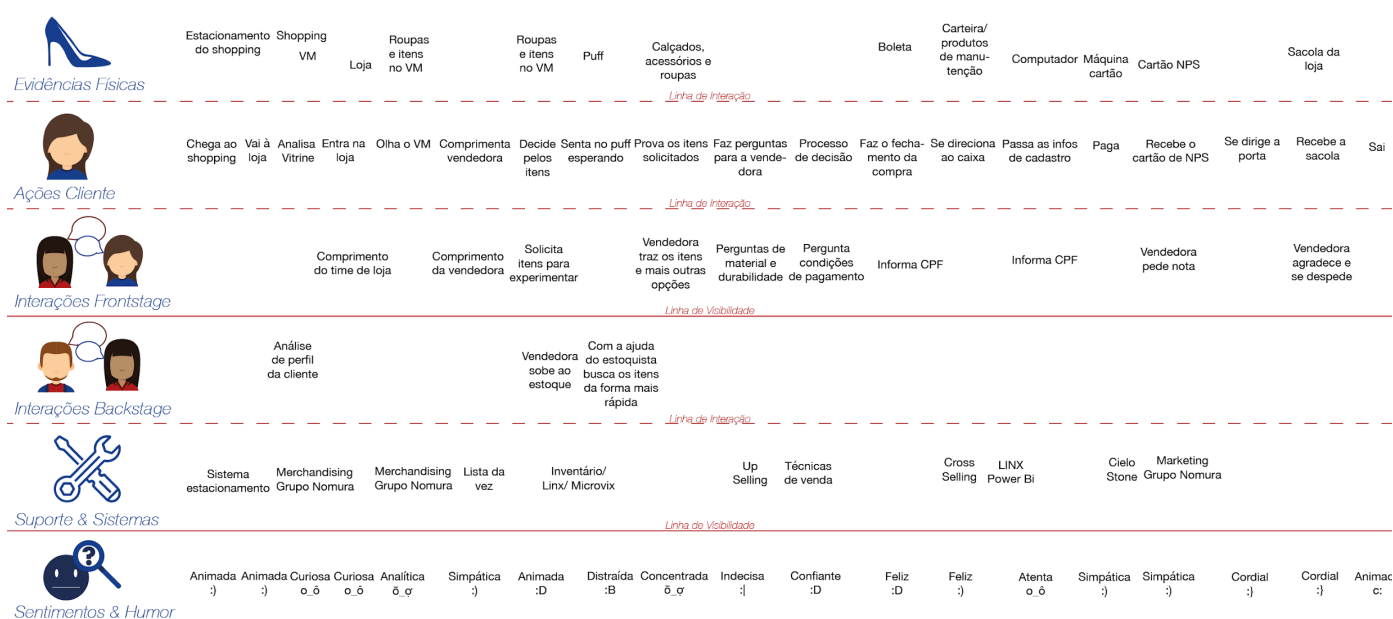 Estacionamento
do shopping
Shopping
VM
Loja
Roupas
e itens
no VM
Roupas
e itens
no VM
Puff
Calçados,
acessórios e
roupas
Boleta
Carteira/
produtos
de manu-
tenção
Computador
Máquina
cartão
Cartão NPS
Sacola da
loja
Evidências Físicas
Linha de Interação
Chega ao
shopping
Vai à
loja
Analisa
Vitrine
Entra na
loja
Olha o VM
Comprimenta
vendedora
Decide
pelos
itens
Senta no puff
esperando
Prova os itens
solicitados
Faz perguntas
para a vende-
dora
Processo
de decisão
Faz o fecha-
mento da
compra
Se direciona
ao caixa
Passa as infos
de cadastro
Paga
Recebe o
cartão de NPS
Se dirige a
porta
Recebe a
sacola
Sai
Ações Cliente
Linha de Interação
Comprimento
do time de loja
Comprimento
da vendedora
Solicita
itens para
experimentar
Vendedora
traz os itens
e mais outras
opções
Perguntas de
material e
durabilidade
Pergunta
condições
de pagamento
Informa CPF
Informa CPF
Vendedora
pede nota
Vendedora
agradece e
se despede
Interações Frontstage
Linha de Visibilidade
Análise
de perfil
da cliente
Vendedora
sobe ao
estoque
Com a ajuda
do estoquista
busca os itens
da forma mais
rápida
Interações Backstage
Linha de Interação
Sistema
estacionamento
Merchandising
Grupo Nomura
Merchandising
Grupo Nomura
Lista da
vez
Inventário/
Linx/ Microvix
Up
Selling
Técnicas
de venda
Cross
Selling
LINX
Power Bi
Cielo
Stone
Marketing
Grupo Nomura
Suporte & Sistemas
Linha de Visibilidade
?
Animada
:)
Animada
:)
Curiosa
o_ô
Curiosa
o_ô
Analítica
õ_o
Simpática
:)
Animada
:D
Distraída
:B
Concentrada
õ_o
Indecisa
:|
Confiante
:D
Feliz
:D
Feliz
:)
Atenta
o_ô
Simpática
:)
Simpática
:)
Cordial
:}
Cordial
:}
Animad
c:
Sentimentos & Humor